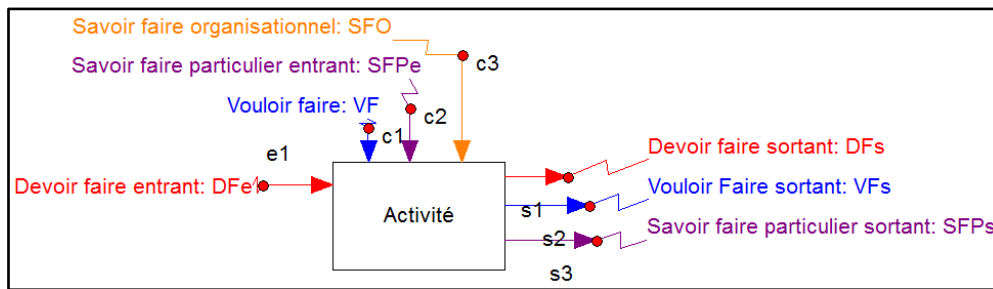 Savoir faire organisationnel: SFO
Savoir faire particulier entrant: SFPe
c3
Vouloir faire: VF
c2
c1
e1
Devoir faire sortant: DFs
Devoir faire entrant: DFe
Vouloir Faire sortant: VFs
Activité
s1
Savoir faire particulier sortant: SFPs
s2
s3